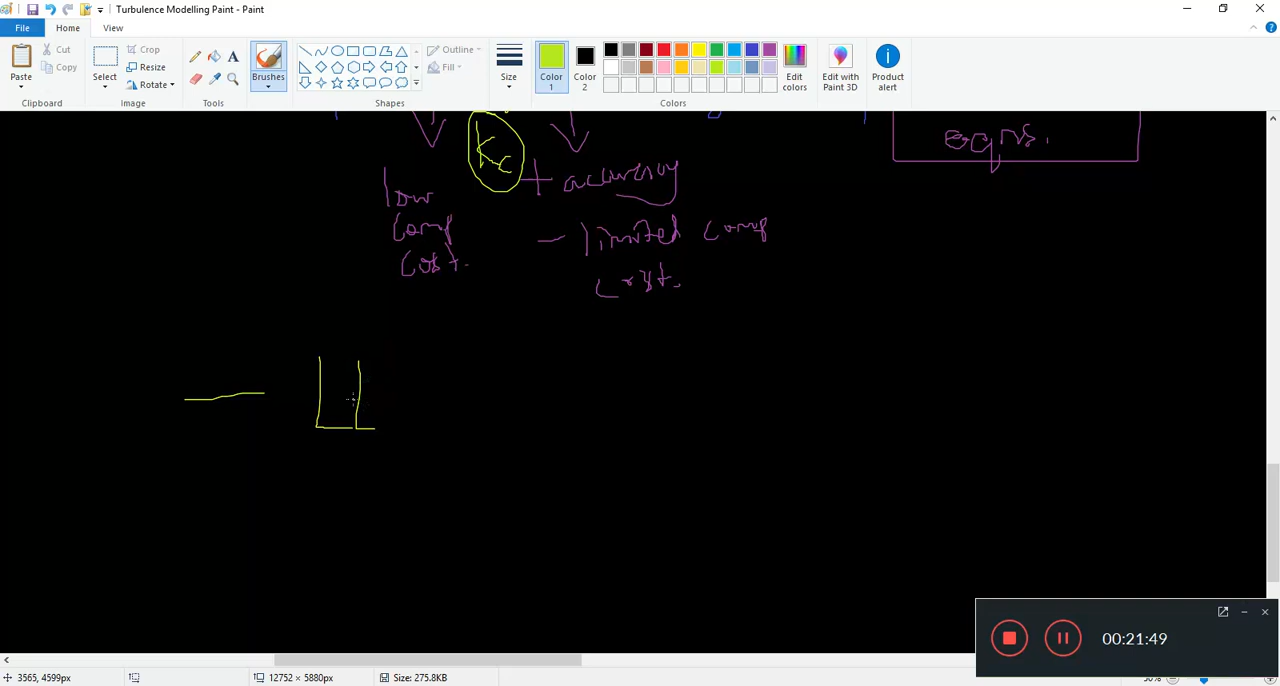 Turbulence Modelling Paint - Paint
File Home View
Paste Cut Copy Clipboard
Select Crop Resize Rotate Image
Tools
Brushes
Shapes Outline Fill
Size
Color 1 Color 2
Edit colors
Colors
Edit with Paint 3D
Product alert
Kc
eqns.
low + accuracy
Comp - limited comp
Cost. cost.
00:21:49
3565, 4599px 12752 × 5880px Size: 275.8KB